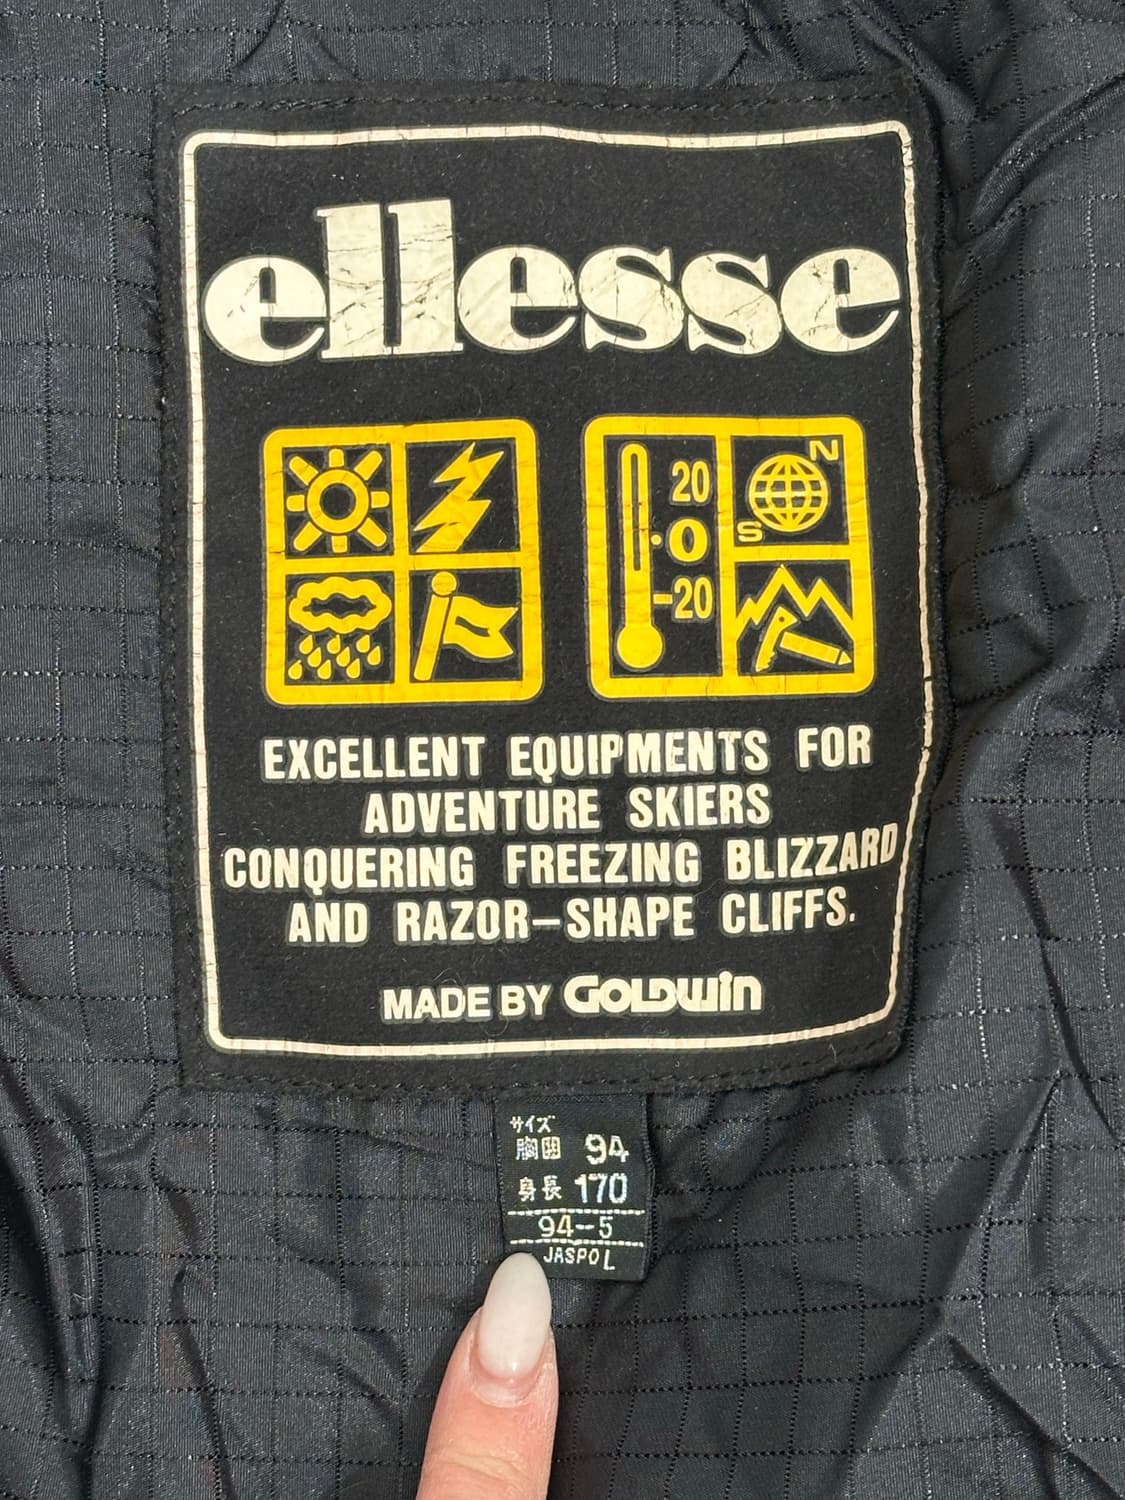 ellesse
20
N
0
S
-20
EXCELLENT EQUIPMENTS FOR
ADVENTURE SKIERS
CONQUERING FREEZING BLIZZARD
AND RAZOR-SHAPE CLIFFS.
MADE BY GOLDWIN
サイズ
胸囲 94
身長 170
94-5
JASPO L